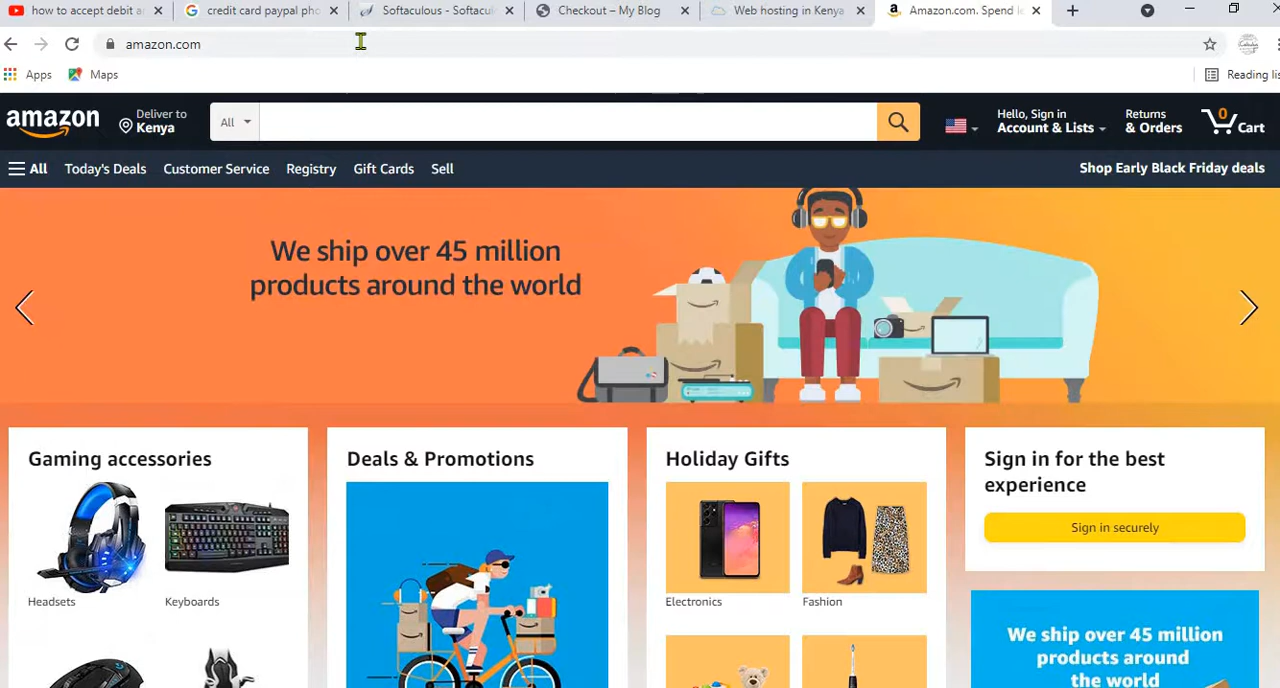 how to accept debit a
credit card paypal pho
Softaculous - Softacul
Checkout – My Blog
Web hosting in Kenya
Amazon.com. Spend le
amazon.com
Apps
Maps
Reading lis
amazon
Deliver to
Kenya
All
Hello, Sign in
Account & Lists
Returns
& Orders
0
Cart
All
Today's Deals
Customer Service
Registry
Gift Cards
Sell
Shop Early Black Friday deals
We ship over 45 million
products around the world
Gaming accessories
Deals & Promotions
Holiday Gifts
Sign in for the best
experience
Sign in securely
Headsets
Keyboards
Electronics
Fashion
We ship over 45 million
products around
the world